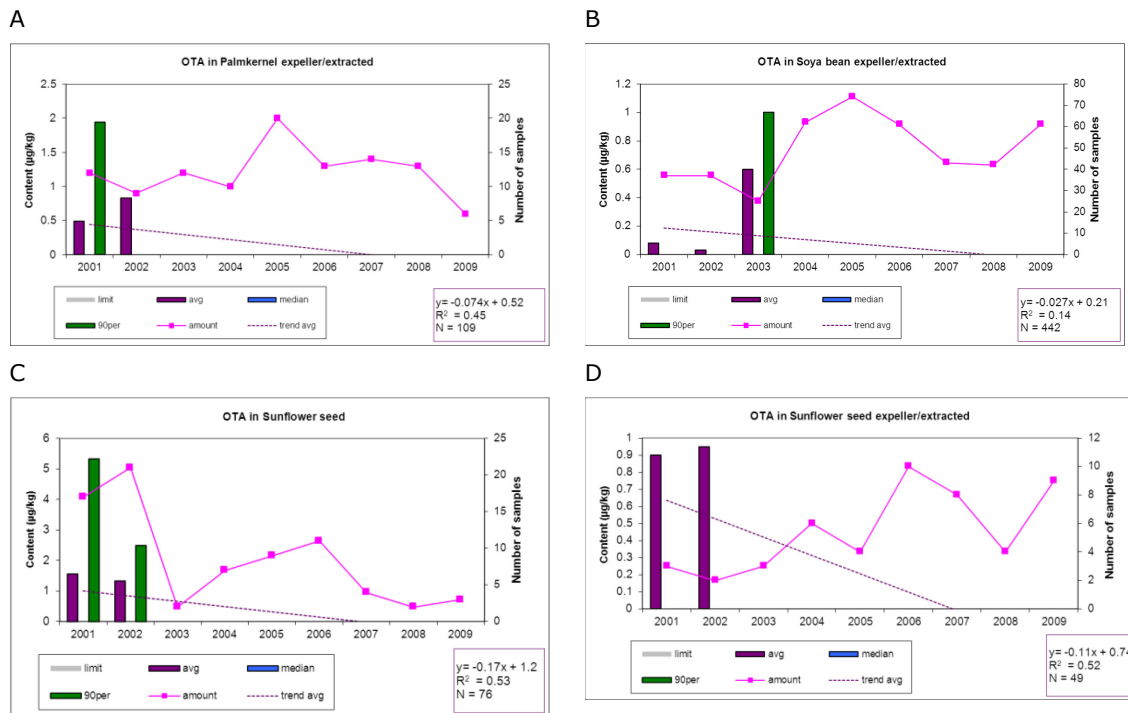 A
OTA in Palmkernel expeller/extracted
Content (µg/kg)
2.5
2
1.5
1
0.5
0
25
20
15
10
5
0
Number of samples
2001 2002 2003 2004 2005 2006 2007 2008 2009
limit avg median
90per amount trend avg
y= -0.074x + 0.52
R² = 0.45
N = 109
B
OTA in Soya bean expeller/extracted
Content (µg/kg)
1.2
1
0.8
0.6
0.4
0.2
0
80
70
60
50
40
30
20
10
0
Number of samples
2001 2002 2003 2004 2005 2006 2007 2008 2009
limit avg median
90per amount trend avg
y= -0.027x + 0.21
R² = 0.14
N = 442
C
OTA in Sunflower seed
Content (µg/kg)
6
5
4
3
2
1
0
25
20
15
10
5
0
Number of samples
2001 2002 2003 2004 2005 2006 2007 2008 2009
limit avg median
90per amount trend avg
y= -0.17x + 1.2
R² = 0.53
N = 76
D
OTA in Sunflower seed expeller/extracted
Content (µg/kg)
1
0.9
0.8
0.7
0.6
0.5
0.4
0.3
0.2
0.1
0
12
10
8
6
4
2
0
Number of samples
2001 2002 2003 2004 2005 2006 2007 2008 2009
limit avg median
90per amount trend avg
y= -0.11x + 0.74
R² = 0.52
N = 49